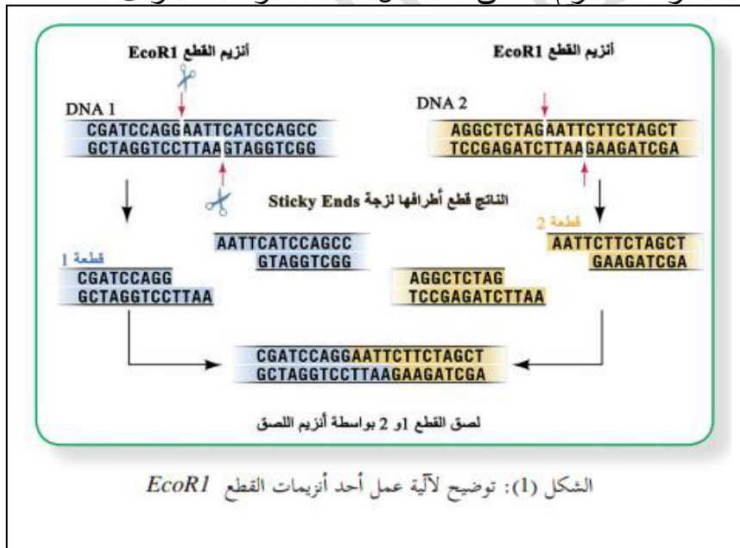 أنزيم القطع EcoR1
أنزيم القطع EcoR1
DNA 1
DNA 2
CGATCCAGGAATTCATCCAGCC
GCTAGGTCCTTAAGTAGGTCGG
AGGCTCTAGAATTCTTCTAGCT
TCCGAGATCTTAAGAAGATCGA
الناتج قطع أطرافها لزجة Sticky Ends
قطعة 2
AATTCATCCAGCC
GTAGGTCGG
AATTCTTCTAGCT
GAAGATCGA
قطعة 1
CGATCCAGG
GCTAGGTCCTTAA
AGGCTCTAG
TCCGAGATCTTAA
CGATCCAGGAATTCTTCTAGCT
GCTAGGTCCTTAAGAAGATCGA
لصق القطع 1و 2 بواسطة أنزيم اللصق
الشكل (1): توضيح لآلية عمل أحد أنزيمات القطع EcoR1